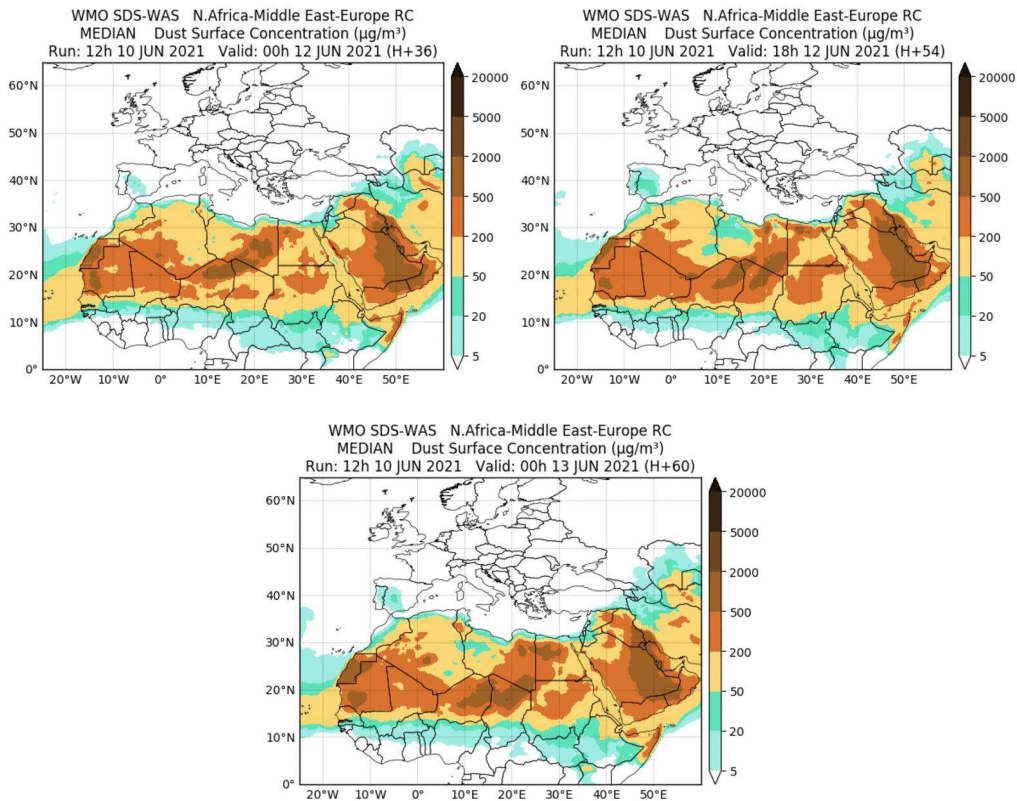 WMO SDS-WAS N.Africa-Middle East-Europe RC
MEDIAN Dust Surface Concentration (µg/m³)
Run: 12h 10 JUN 2021 Valid: 00h 12 JUN 2021 (H+36)
60°N
50°N
40°N
30°N
20°N
10°N
0°
20°W
10°W
0°
10°E
20°E
30°E
40°E
50°E
20000
5000
2000
500
200
50
20
5
WMO SDS-WAS N.Africa-Middle East-Europe RC
MEDIAN Dust Surface Concentration (µg/m³)
Run: 12h 10 JUN 2021 Valid: 18h 12 JUN 2021 (H+54)
60°N
50°N
40°N
30°N
20°N
10°N
0°
20°W
10°W
0°
10°E
20°E
30°E
40°E
50°E
20000
5000
2000
500
200
50
20
5
WMO SDS-WAS N.Africa-Middle East-Europe RC
MEDIAN Dust Surface Concentration (µg/m³)
Run: 12h 10 JUN 2021 Valid: 00h 13 JUN 2021 (H+60)
60°N
50°N
40°N
30°N
20°N
10°N
0°
20°W
10°W
0°
10°E
20°E
30°E
40°E
50°E
20000
5000
2000
500
200
50
20
5